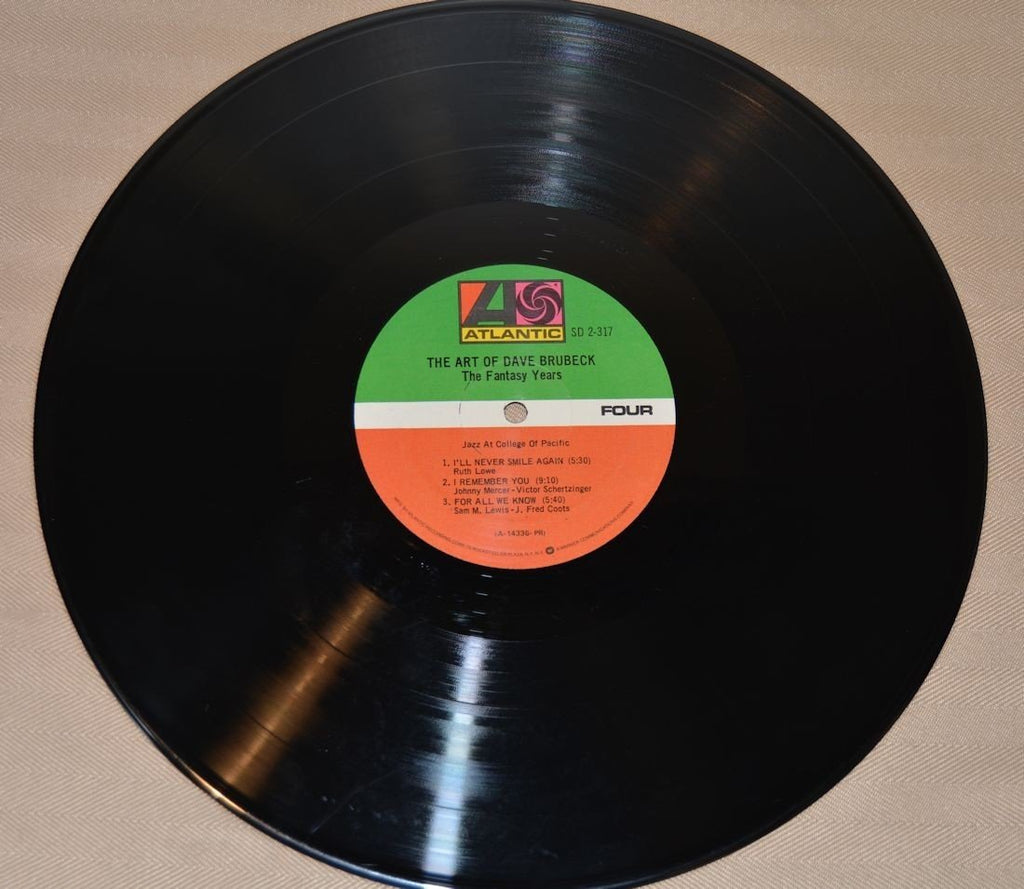 ATLANTIC
SD 2-317
THE ART OF DAVE BRUBECK
The Fantasy Years
FOUR
Jazz At College Of Pacific
1. I'LL NEVER SMILE AGAIN (5:30)
Ruth Lowe
2. I REMEMBER YOU (9:10)
Johnny Mercer-Victor Schertzinger
3. FOR ALL WE KNOW (5:40)
Sam M. Lewis-J. Fred Coots
(A-14336-PR)